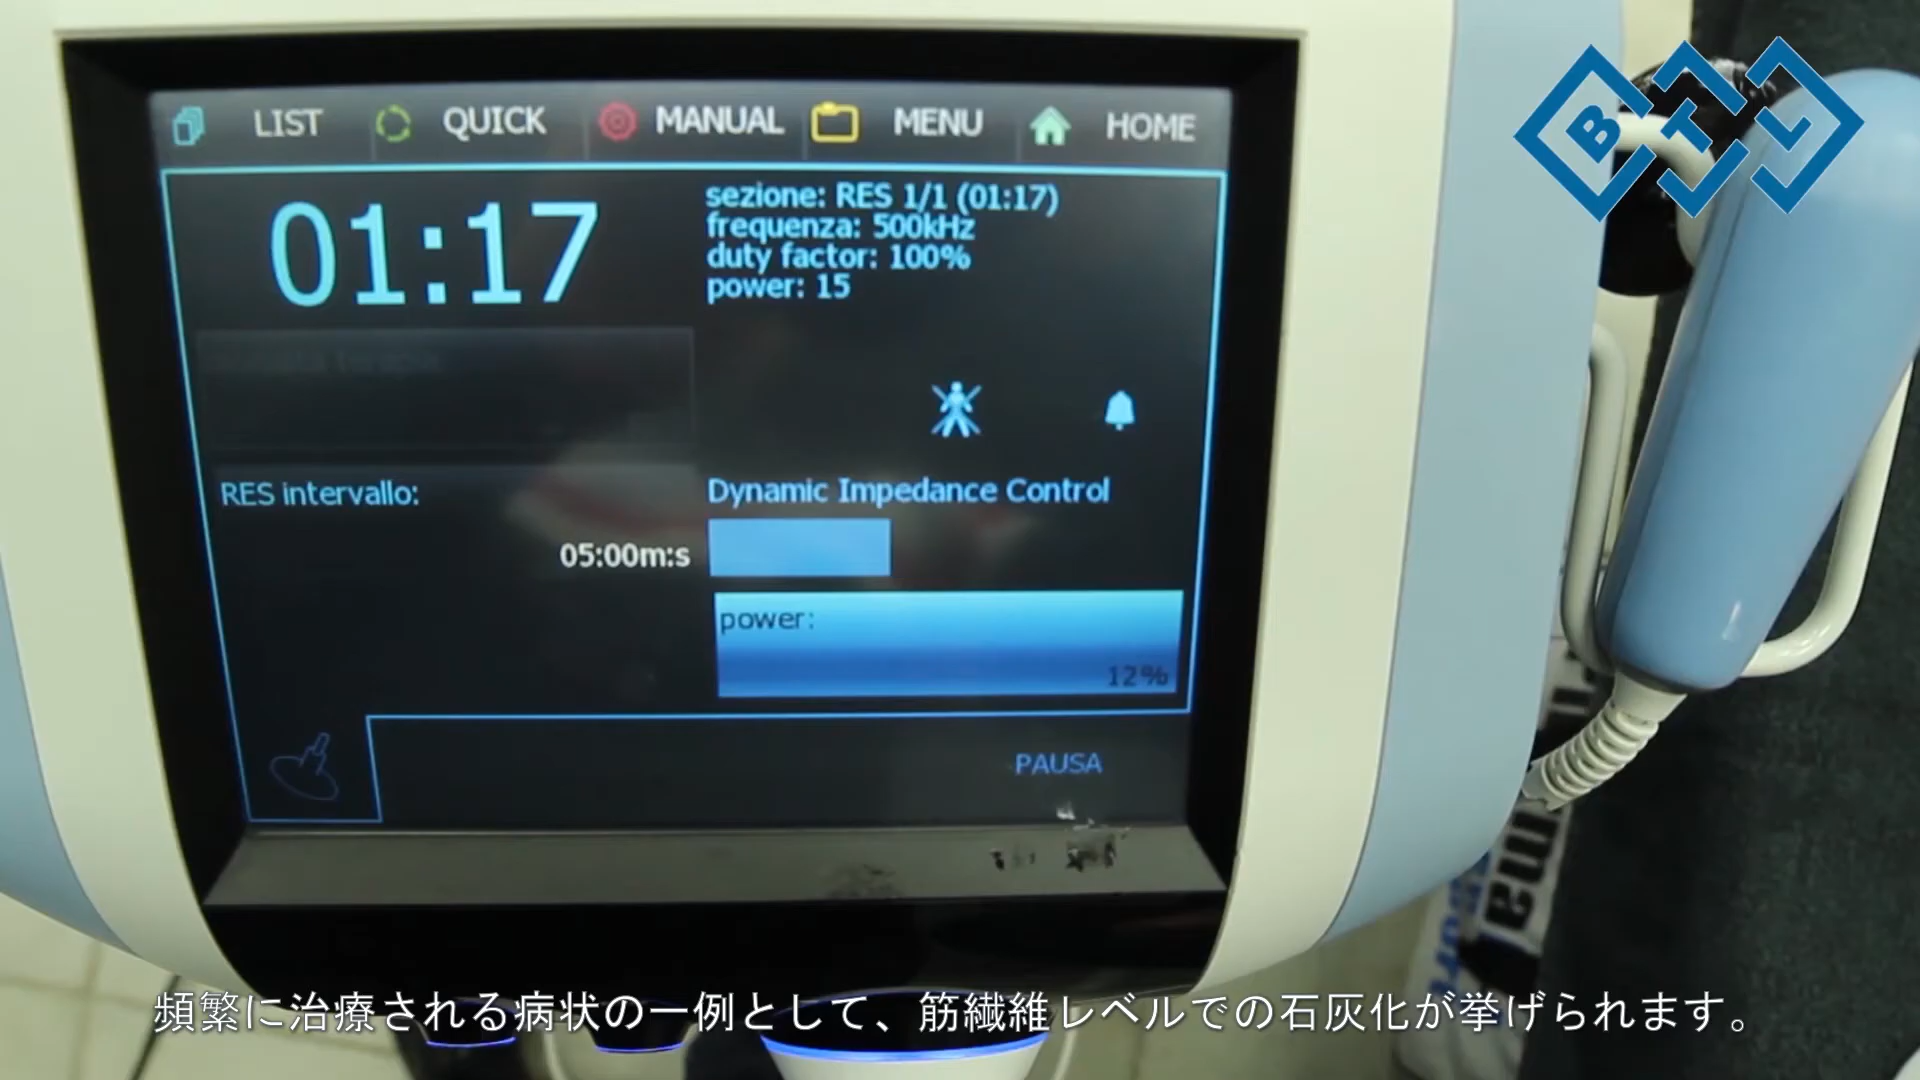 LIST QUICK MANUAL MENU HOME
01:17
sezione: RES 1/1 (01:17)
frequenza: 500kHz
duty factor: 100%
power: 15
RES intervallo:
05:00m:s
Dynamic Impedance Control
power:
12%
PAUSA
BTL
頻繁に治療される病状の一例として、筋繊維レベルでの石灰化が挙げられます。